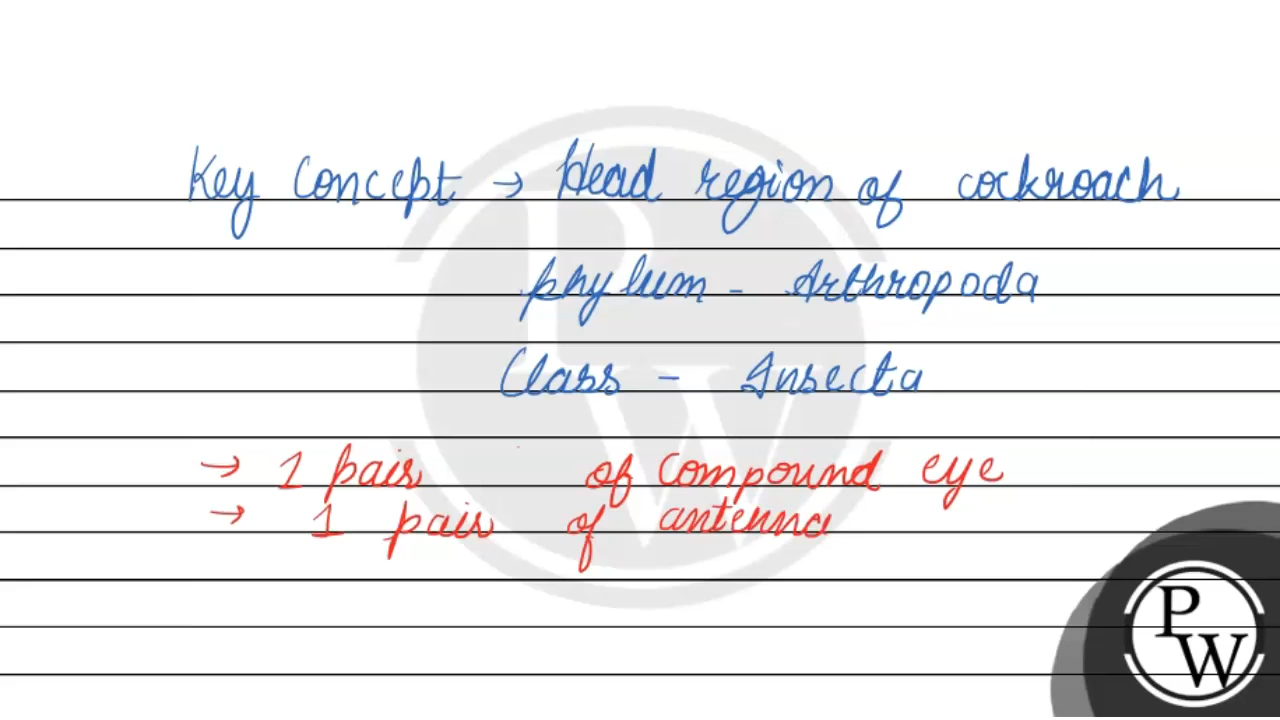 Key Concept → Head region of cockroach
phylum - Arthropoda
Class - Insecta
→ 1 pair of compound eye
→ 1 pair of antenna
PW
PW